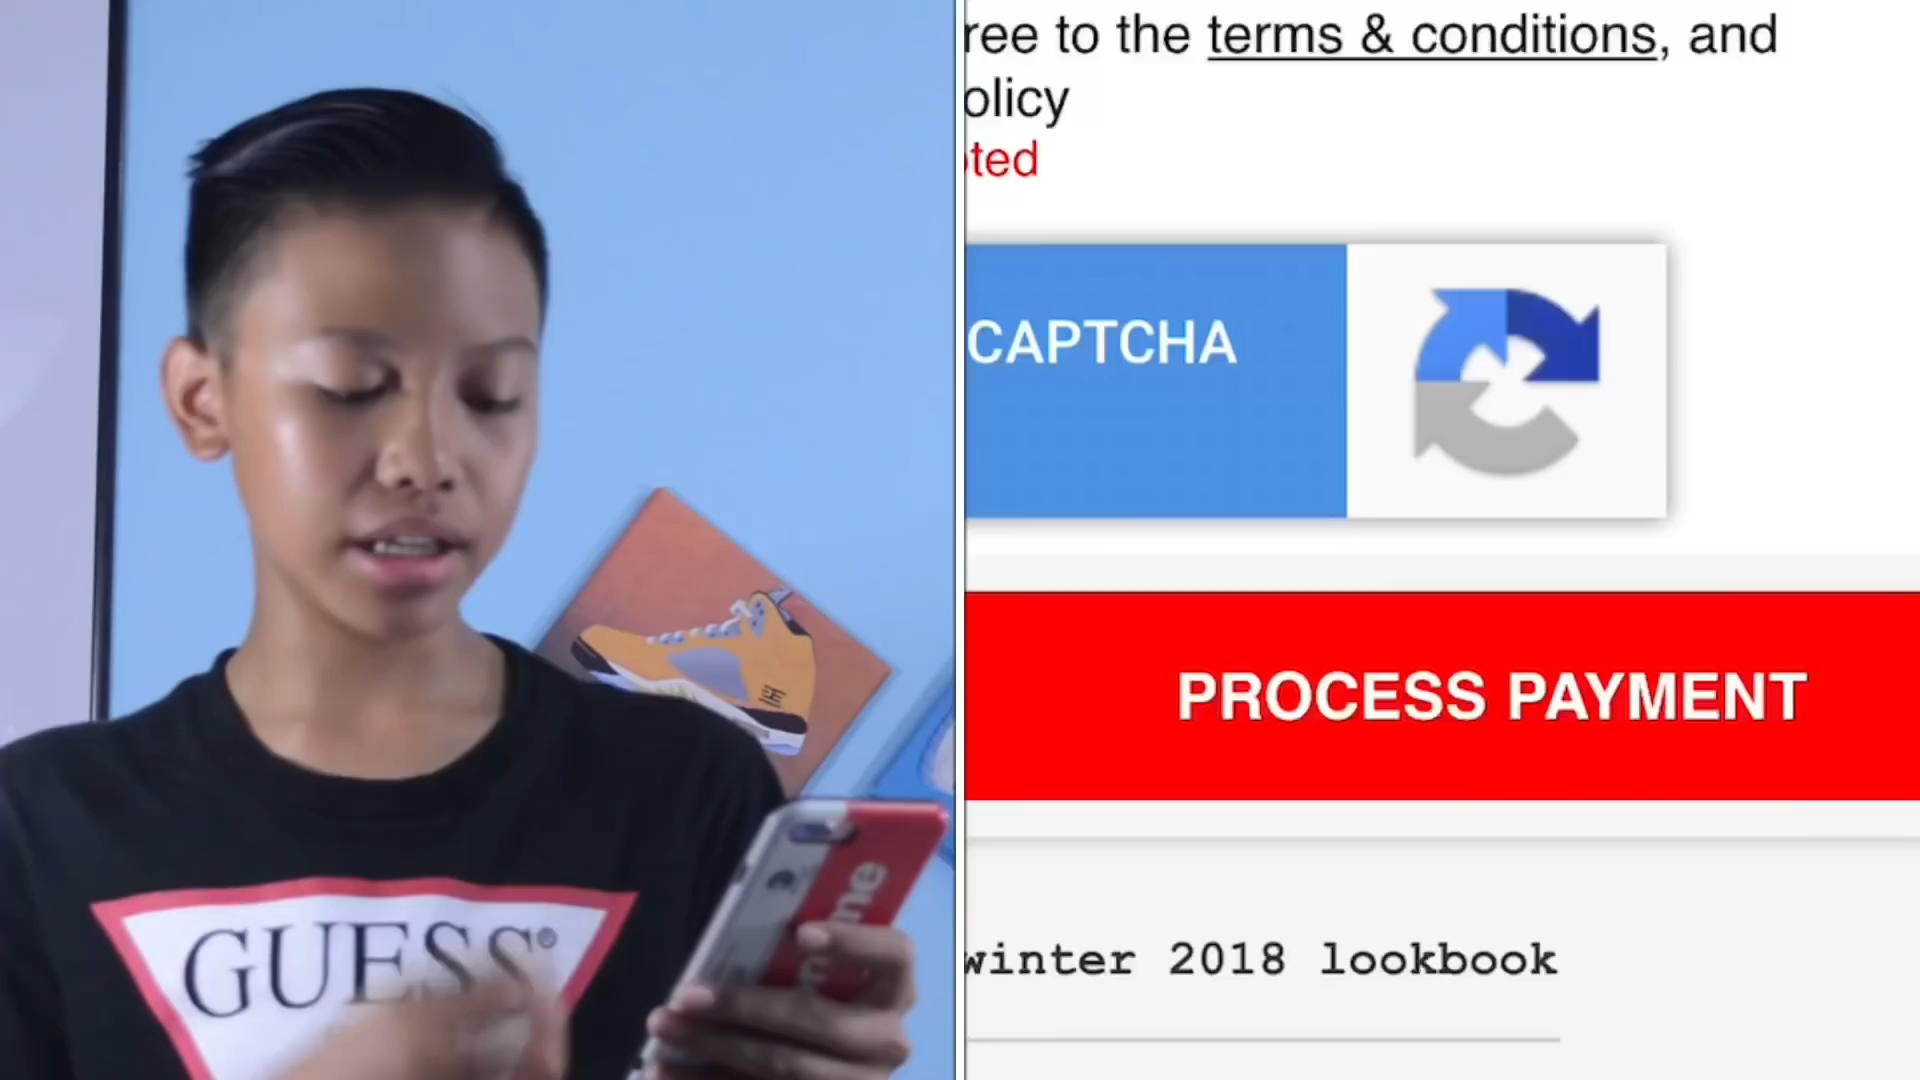 ree to the terms & conditions, and
olicy
ted
CAPTCHA
PROCESS PAYMENT
winter 2018 lookbook
GUESS®